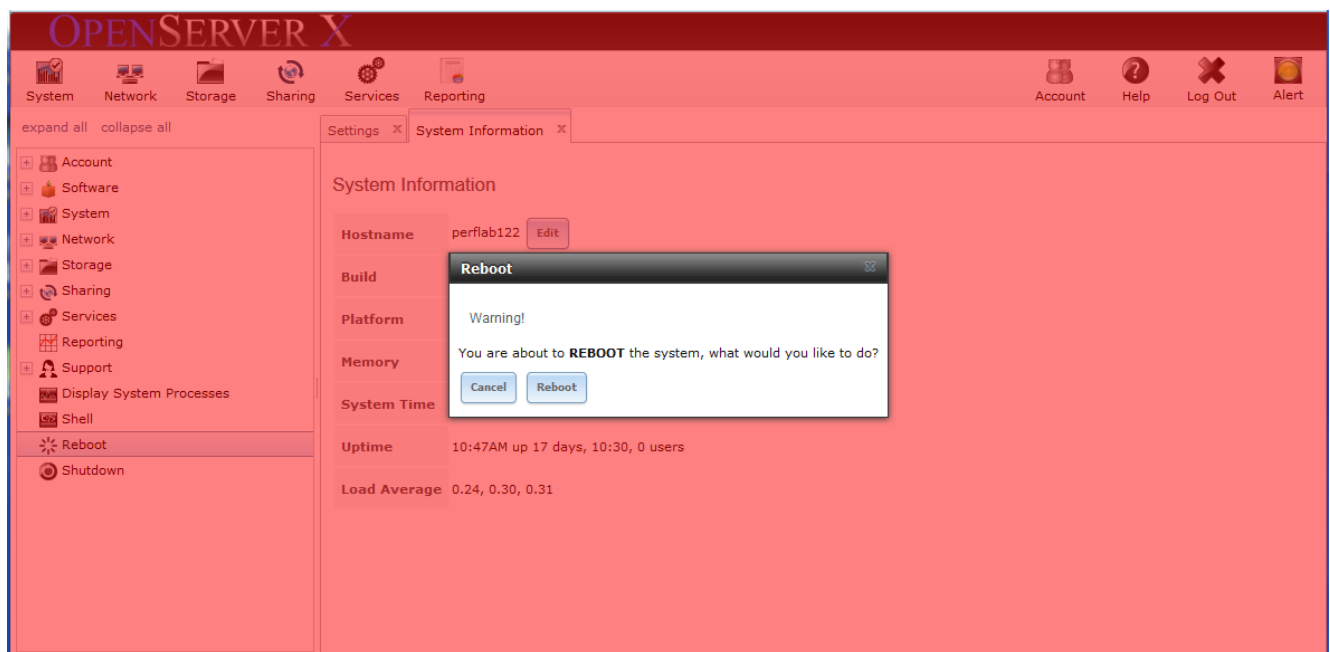 OPENSERVER X
System Network Storage Sharing Services Reporting Account Help Log Out Alert
expand all collapse all
Settings X System Information X
Account
Software
System
Network
Storage
Sharing
Services
Reporting
Support
Display System Processes
Shell
Reboot
Shutdown
System Information
Hostname perflab122 Edit
Build
Platform
Memory
System Time
Uptime 10:47AM up 17 days, 10:30, 0 users
Load Average 0.24, 0.30, 0.31
Reboot
Warning!
You are about to REBOOT the system, what would you like to do?
Cancel Reboot